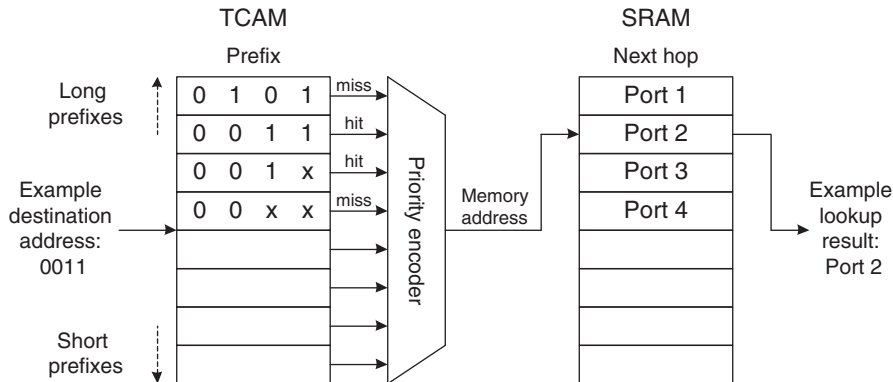 TCAM
SRAM
Prefix
Next hop
Long
prefixes
0 1 0 1
miss
Port 1
0 0 1 1
hit
Port 2
0 0 1 x
hit
Port 3
0 0 x x
miss
Port 4
Priority encoder
Memory
address
Example
destination
address:
0011
Example
lookup
result:
Port 2
Short
prefixes